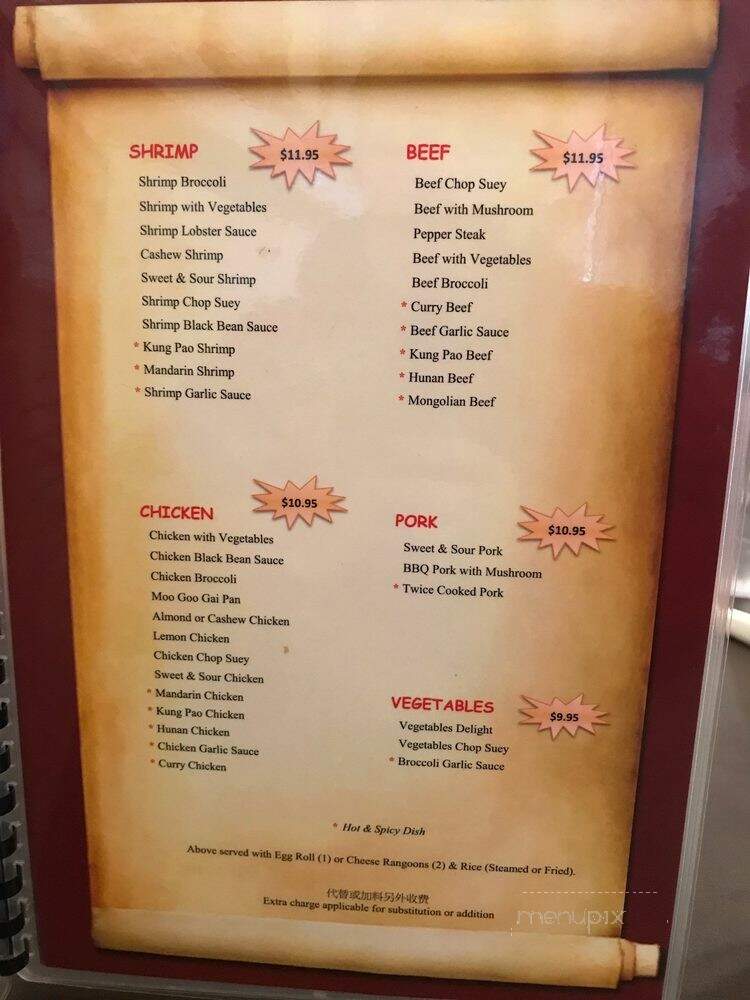 SHRIMP
$11.95
Shrimp Broccoli
Shrimp with Vegetables
Shrimp Lobster Sauce
Cashew Shrimp
Sweet & Sour Shrimp
Shrimp Chop Suey
Shrimp Black Bean Sauce
* Kung Pao Shrimp
* Mandarin Shrimp
* Shrimp Garlic Sauce
BEEF
$11.95
Beef Chop Suey
Beef with Mushroom
Pepper Steak
Beef with Vegetables
Beef Broccoli
* Curry Beef
* Beef Garlic Sauce
* Kung Pao Beef
* Hunan Beef
* Mongolian Beef
CHICKEN
$10.95
Chicken with Vegetables
Chicken Black Bean Sauce
Chicken Broccoli
Moo Goo Gai Pan
Almond or Cashew Chicken
Lemon Chicken
Chicken Chop Suey
Sweet & Sour Chicken
* Mandarin Chicken
* Kung Pao Chicken
* Hunan Chicken
* Chicken Garlic Sauce
* Curry Chicken
PORK
$10.95
Sweet & Sour Pork
BBQ Pork with Mushroom
* Twice Cooked Pork
VEGETABLES
$9.95
Vegetables Delight
Vegetables Chop Suey
* Broccoli Garlic Sauce
* Hot & Spicy Dish
Above served with Egg Roll (1) or Cheese Rangoons (2) & Rice (Steamed or Fried).
代替或加料另外收费
Extra charge applicable for substitution or addition
menupix